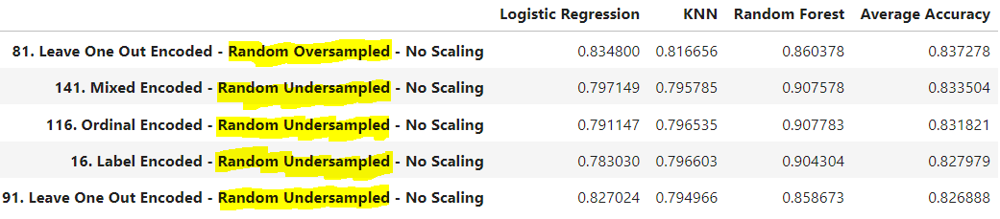 Logistic Regression KNN Random Forest Average Accuracy
81. Leave One Out Encoded - Random Oversampled - No Scaling 0.834800 0.816656 0.860378 0.837278
141. Mixed Encoded - Random Undersampled - No Scaling 0.797149 0.795785 0.907578 0.833504
116. Ordinal Encoded - Random Undersampled - No Scaling 0.791147 0.796535 0.907783 0.831821
16. Label Encoded - Random Undersampled - No Scaling 0.783030 0.796603 0.904304 0.827979
91. Leave One Out Encoded - Random Undersampled - No Scaling 0.827024 0.794966 0.858673 0.826888